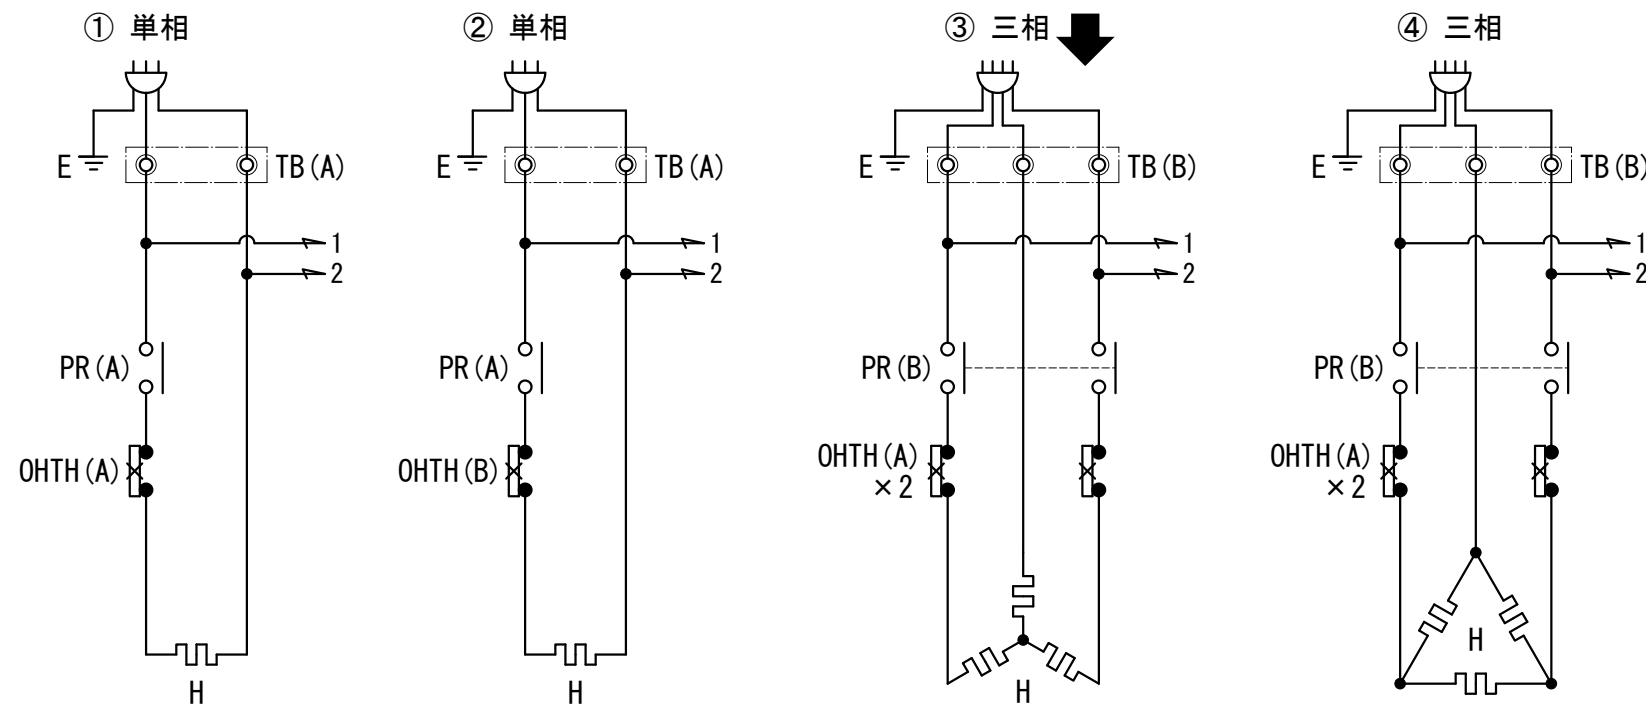 ① 単相
E
TB(A)
1
2
PR(A)
OHTH(A)
H
② 単相
E
TB(A)
1
2
PR(A)
OHTH(B)
H
③ 三相
E
TB(B)
1
2
PR(B)
OHTH(A)
×2
H
④ 三相
E
TB(B)
1
2
PR(B)
OHTH(A)
×2
H